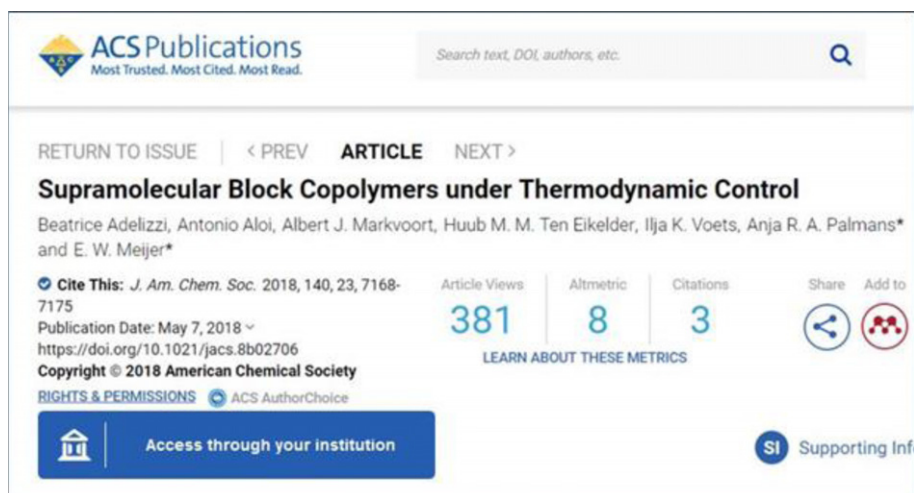 ACS Publications
Most Trusted. Most Cited. Most Read.
Search text, DOI, authors, etc.
RETURN TO ISSUE
< PREV
ARTICLE
NEXT >
Supramolecular Block Copolymers under Thermodynamic Control
Beatrice Adelizzi, Antonio Aloi, Albert J. Markvoort, Huub M. M. Ten Eikelder, Ilja K. Voets, Anja R. A. Palmans*
and E. W. Meijer*
Cite This: J. Am. Chem. Soc. 2018, 140, 23, 7168-
7175
Publication Date: May 7, 2018
https://doi.org/10.1021/jacs.8b02706
Copyright © 2018 American Chemical Society
RIGHTS & PERMISSIONS
ACS AuthorChoice
Article Views
381
Altmetric
8
Citations
3
LEARN ABOUT THESE METRICS
Share
Add to
Access through your institution
SI
Supporting Inf